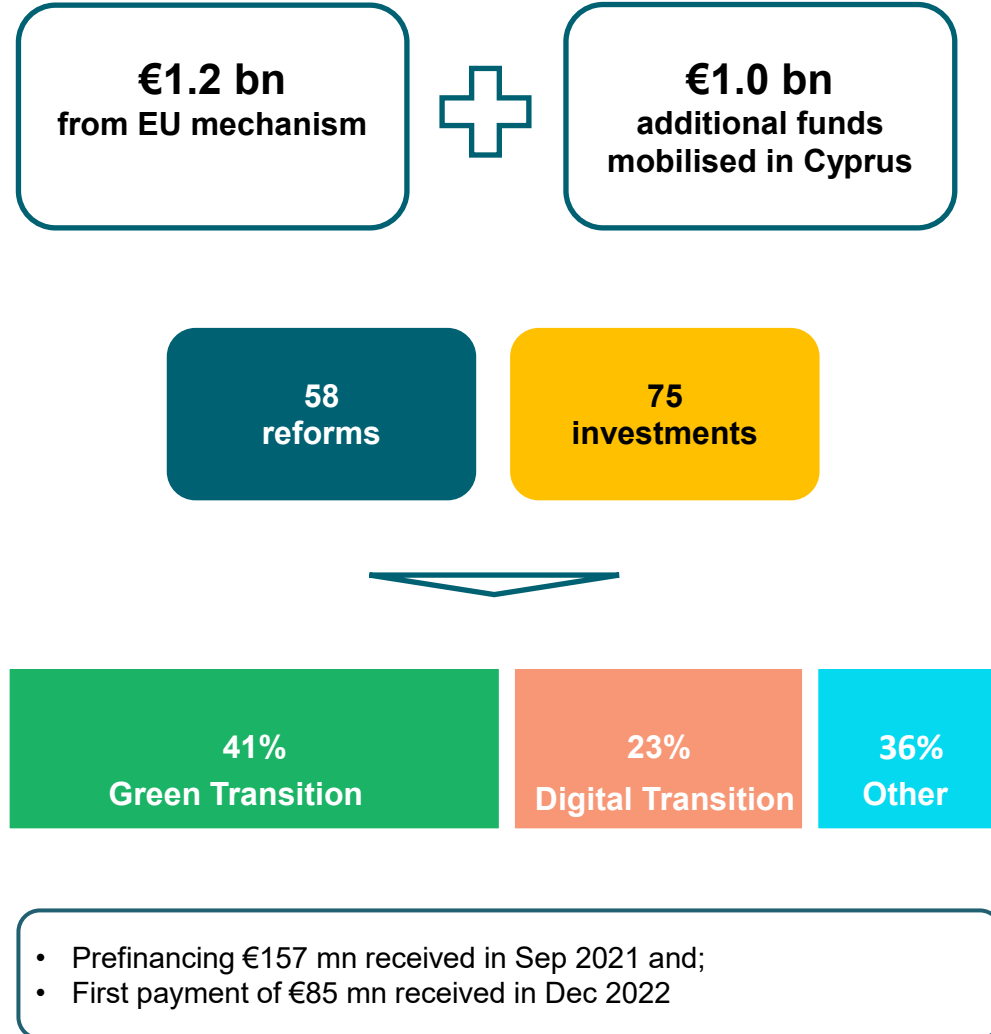 €1.2 bn
from EU mechanism
€1.0 bn
additional funds
mobilised in Cyprus
58
reforms
75
investments
41%
Green Transition
23%
Digital Transition
36%
Other
• Prefinancing €157 mn received in Sep 2021 and;
• First payment of €85 mn received in Dec 2022